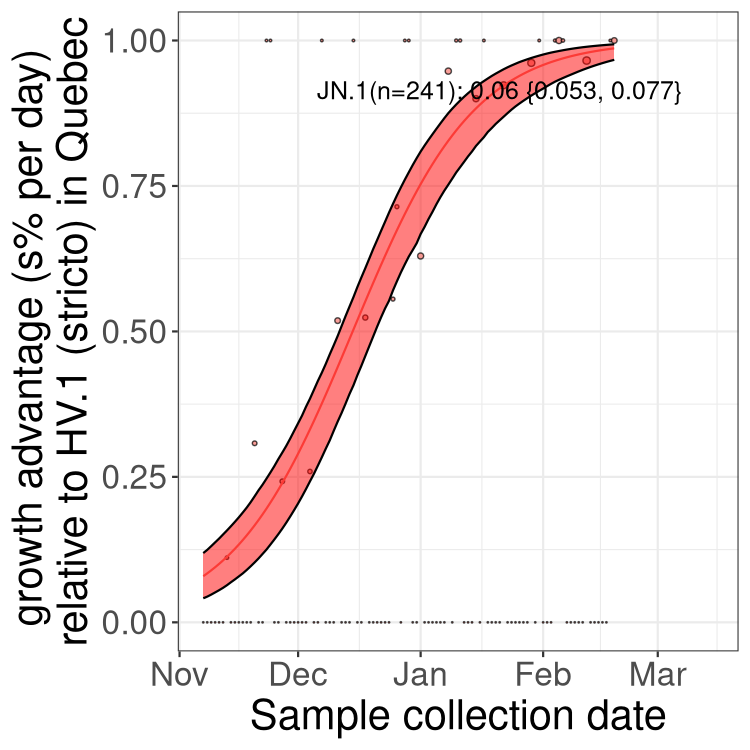 growth advantage (s% per day)
relative to HV.1 (stricto) in Quebec
1.00
0.75
0.50
0.25
0.00
JN.1(n=241): 0.06 {0.053, 0.077}
Nov Dec Jan Feb Mar
Sample collection date